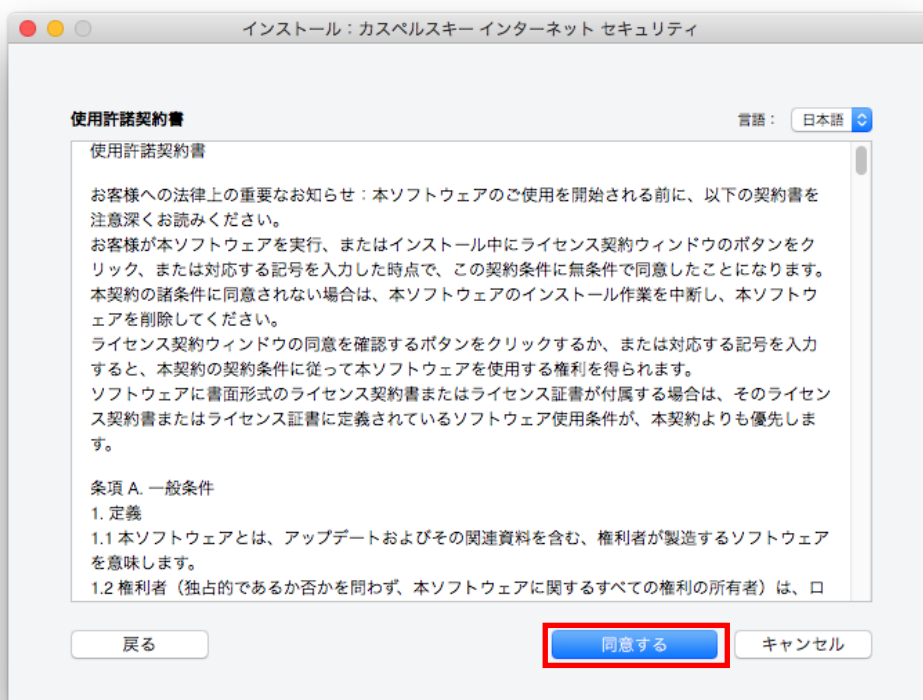 インストール：カスペルスキー インターネット セキュリティ
使用許諾契約書
言語： 日本語
使用許諾契約書
お客様への法律上の重要なお知らせ：本ソフトウェアのご使用を開始される前に、以下の契約書を
注意深くお読みください。
お客様が本ソフトウェアを実行、またはインストール中にライセンス契約ウィンドウのボタンをク
リック、または対応する記号を入力した時点で、この契約条件に無条件で同意したことになります。
本契約の諸条件に同意されない場合は、本ソフトウェアのインストール作業を中断し、本ソフトウ
ェアを削除してください。
ライセンス契約ウィンドウの同意を確認するボタンをクリックするか、または対応する記号を入力
すると、本契約の契約条件に従って本ソフトウェアを使用する権利を得られます。
ソフトウェアに書面形式のライセンス契約書またはライセンス証書が付属する場合は、そのライセン
ス契約書またはライセンス証書に定義されているソフトウェア使用条件が、本契約よりも優先しま
す。
条項 A. 一般条件
1. 定義
1.1 本ソフトウェアとは、アップデートおよびその関連資料を含む、権利者が製造するソフトウェア
を意味します。
1.2 権利者（独占的であるか否かを問わず、本ソフトウェアに関するすべての権利の所有者）は、ロ
戻る
同意する
キャンセル